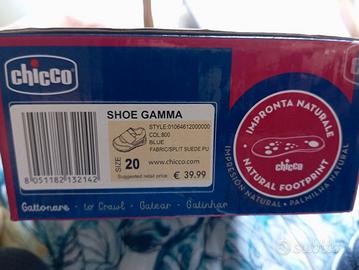 chicco
SHOE GAMMA
STYLE:01064612000000
COL:800
BLUE
FABRIC/SPLIT SUEDE PU
SIZE 20
www.chicco.com
Suggested retail price: € 39.99
8 051182 132142
IMPRONTA NATURALE
NATURAL FOOTPRINT
IMPRESIÓN NATURAL • PALMILHA NATURAL
chicco
Gattonare - to Crawl - Gatear - Gatinhar
subito